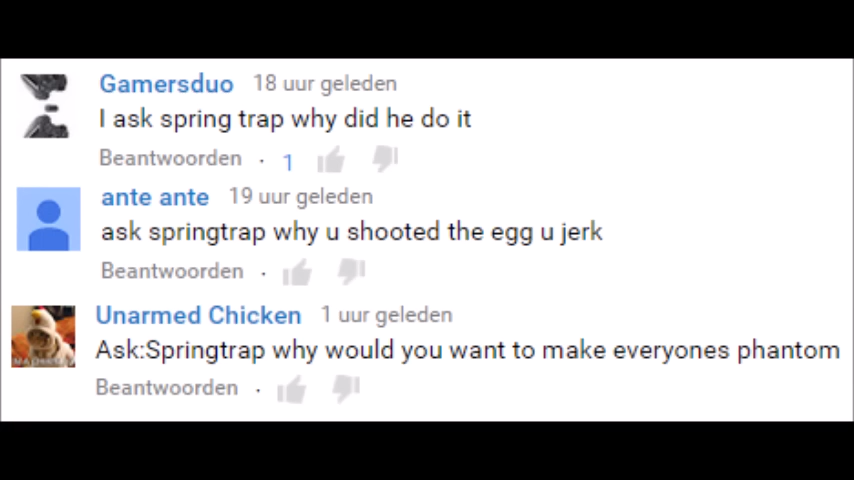 Gamersduo 18 uur geleden
I ask spring trap why did he do it
Beantwoorden · 1
ante ante 19 uur geleden
ask springtrap why u shooted the egg u jerk
Beantwoorden ·
Unarmed Chicken 1 uur geleden
Ask:Springtrap why would you want to make everyones phantom
Beantwoorden ·